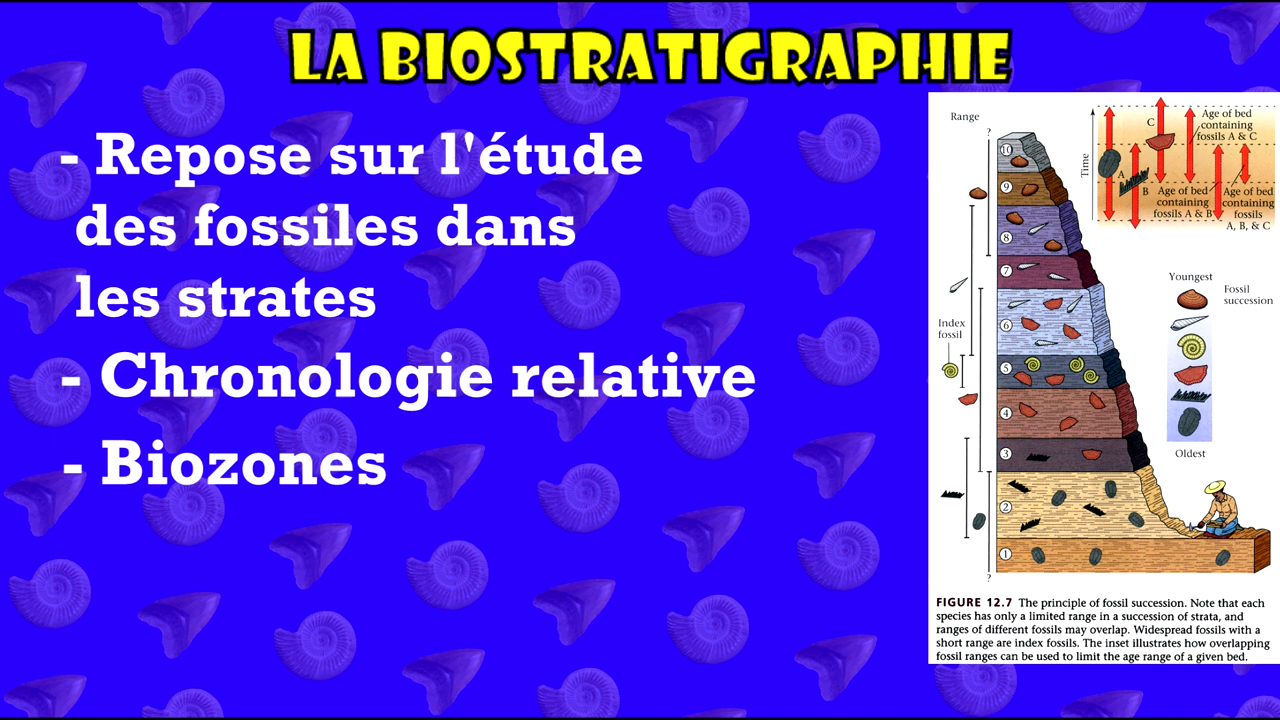 LA BIOSTRATIGRAPHIE
- Repose sur l'étude
des fossiles dans
les strates
- Chronologie relative
- Biozones
Range
?
10
9
8
7
6
5
4
3
2
1
?
Index
fossil
Time
C
A
B
Age of bed
containing
fossils A & C
Age of bed
containing
fossils A & B
Age of bed
containing
fossils
A, B, & C
Youngest
Fossil
succession
Oldest
FIGURE 12.7 The principle of fossil succession. Note that each
species has only a limited range in a succession of strata, and
ranges of different fossils may overlap. Widespread fossils with a
short range are index fossils. The inset illustrates how overlapping
fossil ranges can be used to limit the age range of a given bed.